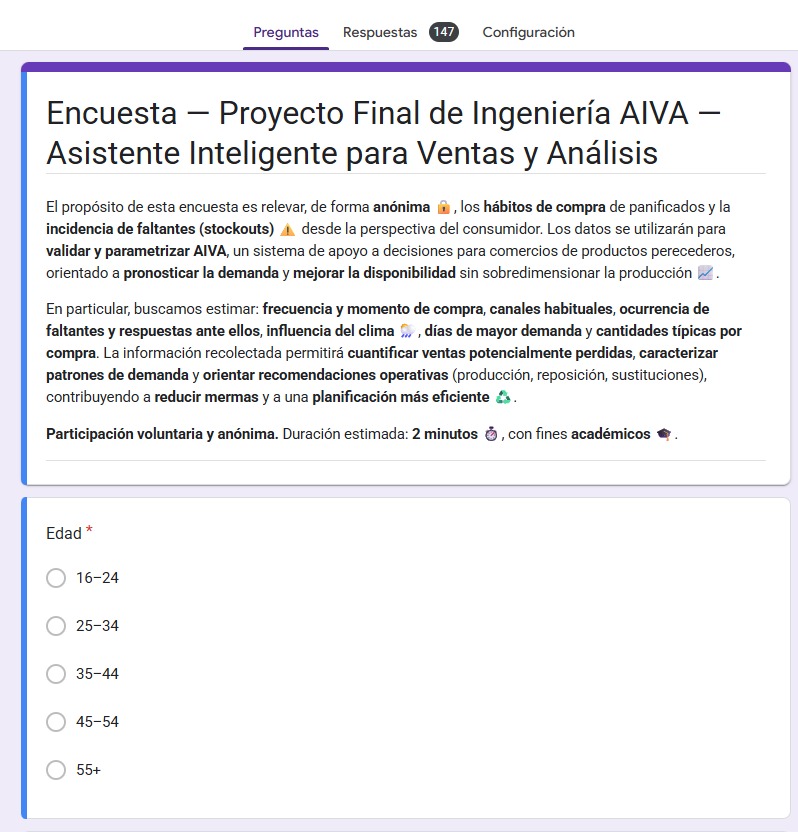 Preguntas Respuestas 147 Configuración
Encuesta — Proyecto Final de Ingeniería AIVA —
Asistente Inteligente para Ventas y Análisis
El propósito de esta encuesta es relevar, de forma anónima 🔒, los hábitos de compra de panificados y la
incidencia de faltantes (stockouts) ⚠️ desde la perspectiva del consumidor. Los datos se utilizarán para
validar y parametrizar AIVA, un sistema de apoyo a decisiones para comercios de productos perecederos,
orientado a pronosticar la demanda y mejorar la disponibilidad sin sobredimensionar la producción 📈.
En particular, buscamos estimar: frecuencia y momento de compra, canales habituales, ocurrencia de
faltantes y respuestas ante ellos, influencia del clima 🌦️, días de mayor demanda y cantidades típicas por
compra. La información recolectada permitirá cuantificar ventas potencialmente perdidas, caracterizar
patrones de demanda y orientar recomendaciones operativas (producción, reposición, sustituciones),
contribuyendo a reducir mermas y a una planificación más eficiente ♻️.
Participación voluntaria y anónima. Duración estimada: 2 minutos ⏱️, con fines académicos 🎓.
Edad *
16–24
25–34
35–44
45–54
55+